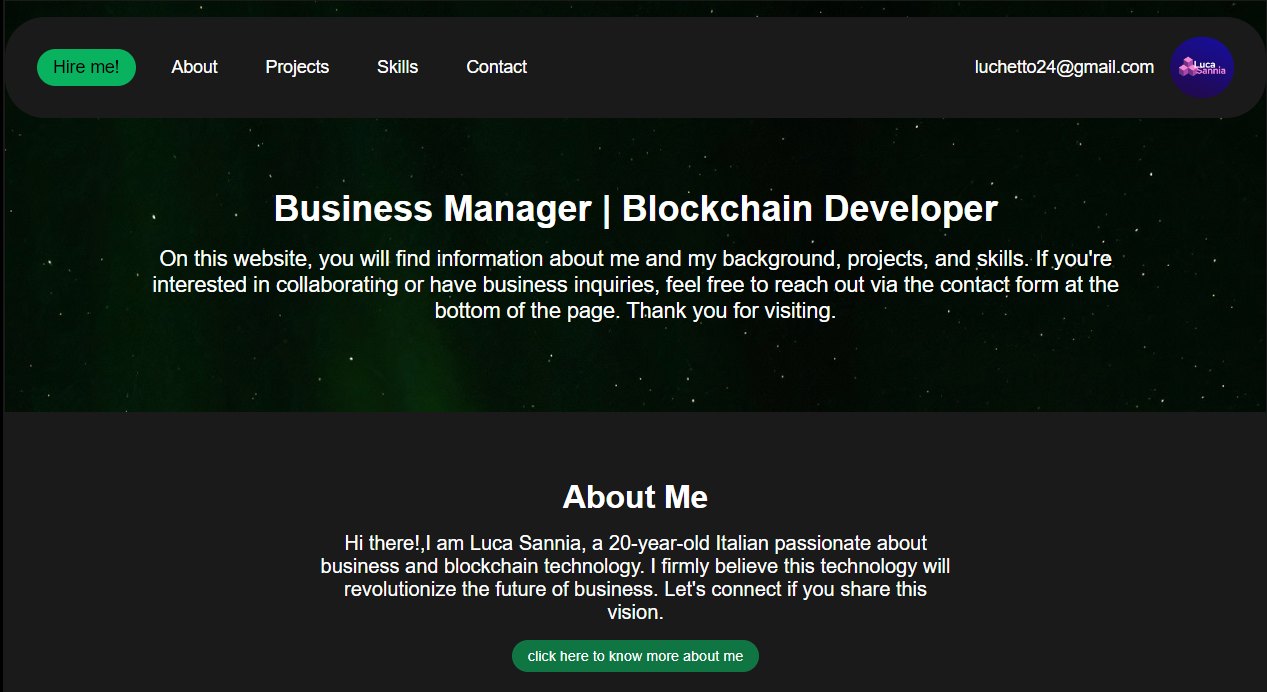 Hire me! About Projects Skills Contact luchetto24@gmail.com
Luca
Sannia
Business Manager | Blockchain Developer
On this website, you will find information about me and my background, projects, and skills. If you're
interested in collaborating or have business inquiries, feel free to reach out via the contact form at the
bottom of the page. Thank you for visiting.
About Me
Hi there!,I am Luca Sannia, a 20-year-old Italian passionate about
business and blockchain technology. I firmly believe this technology will
revolutionize the future of business. Let's connect if you share this
vision.
click here to know more about me